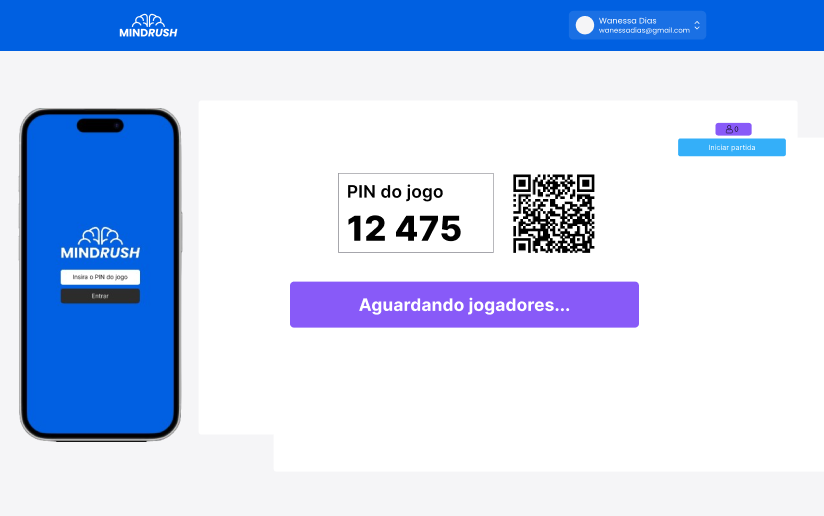 MINDRUSH
Wanessa Dias
wanessadias@gmail.com
0
Iniciar partida
PIN do jogo
12 475
Aguardando jogadores...
MINDRUSH
Insira o PIN do jogo
Entrar